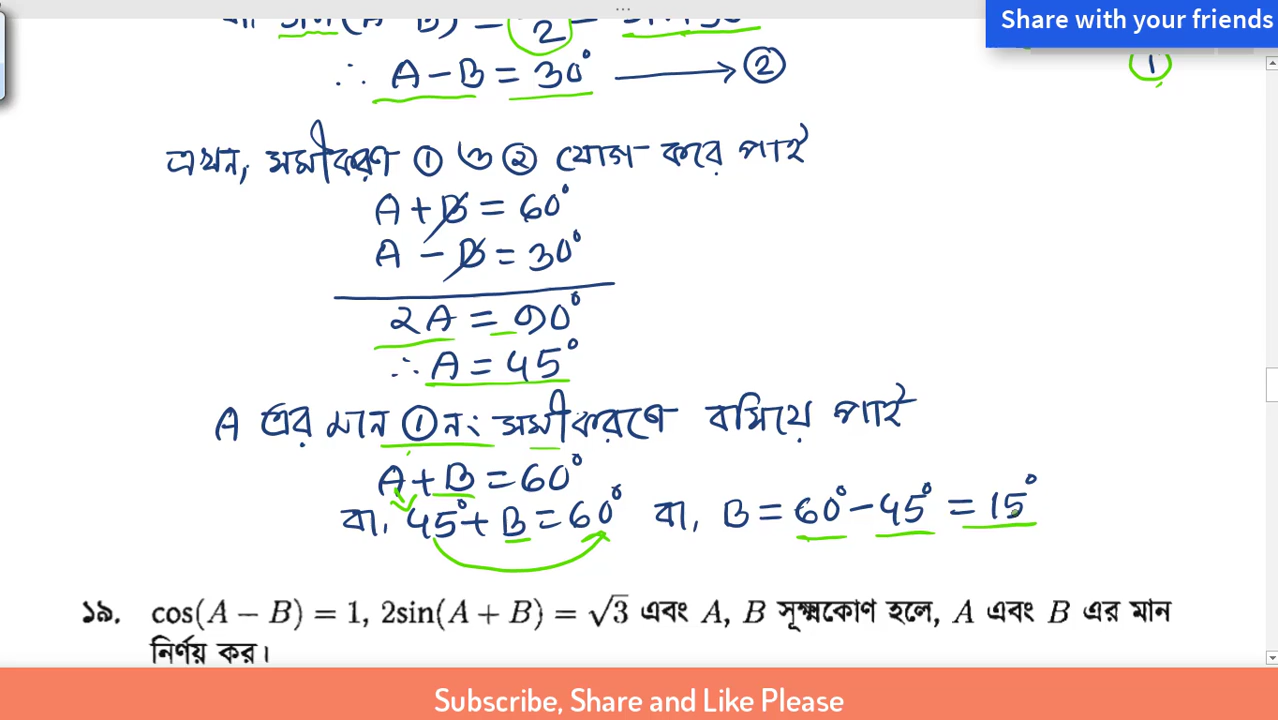 Share with your friends
∴ A − B = 30° ⟶ ②
①
এখন, সমীকরণ ① ও ② যোগ করে পাই
A + B = 60°
A − B = 30°
2A = 90°
∴ A = 45°
A এর মান ① নং সমীকরণে বসিয়ে পাই
A + B = 60°
বা, 45° + B = 60° বা, B = 60° − 45° = 15°
১৯. cos(A − B) = 1, 2sin(A + B) = √3 এবং A, B সূক্ষ্মকোণ হলে, A এবং B এর মান
নির্ণয় কর।
Subscribe, Share and Like Please